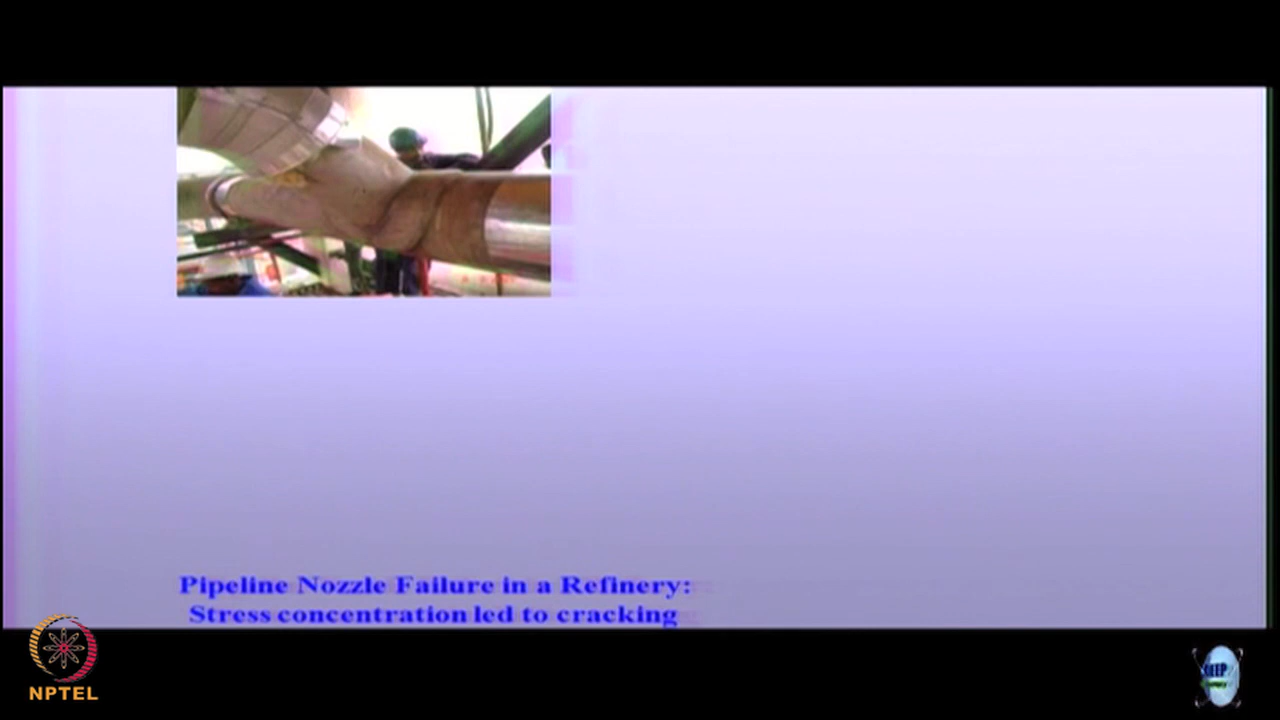 Pipeline Nozzle Failure in a Refinery:
Stress concentration led to cracking
NPTEL